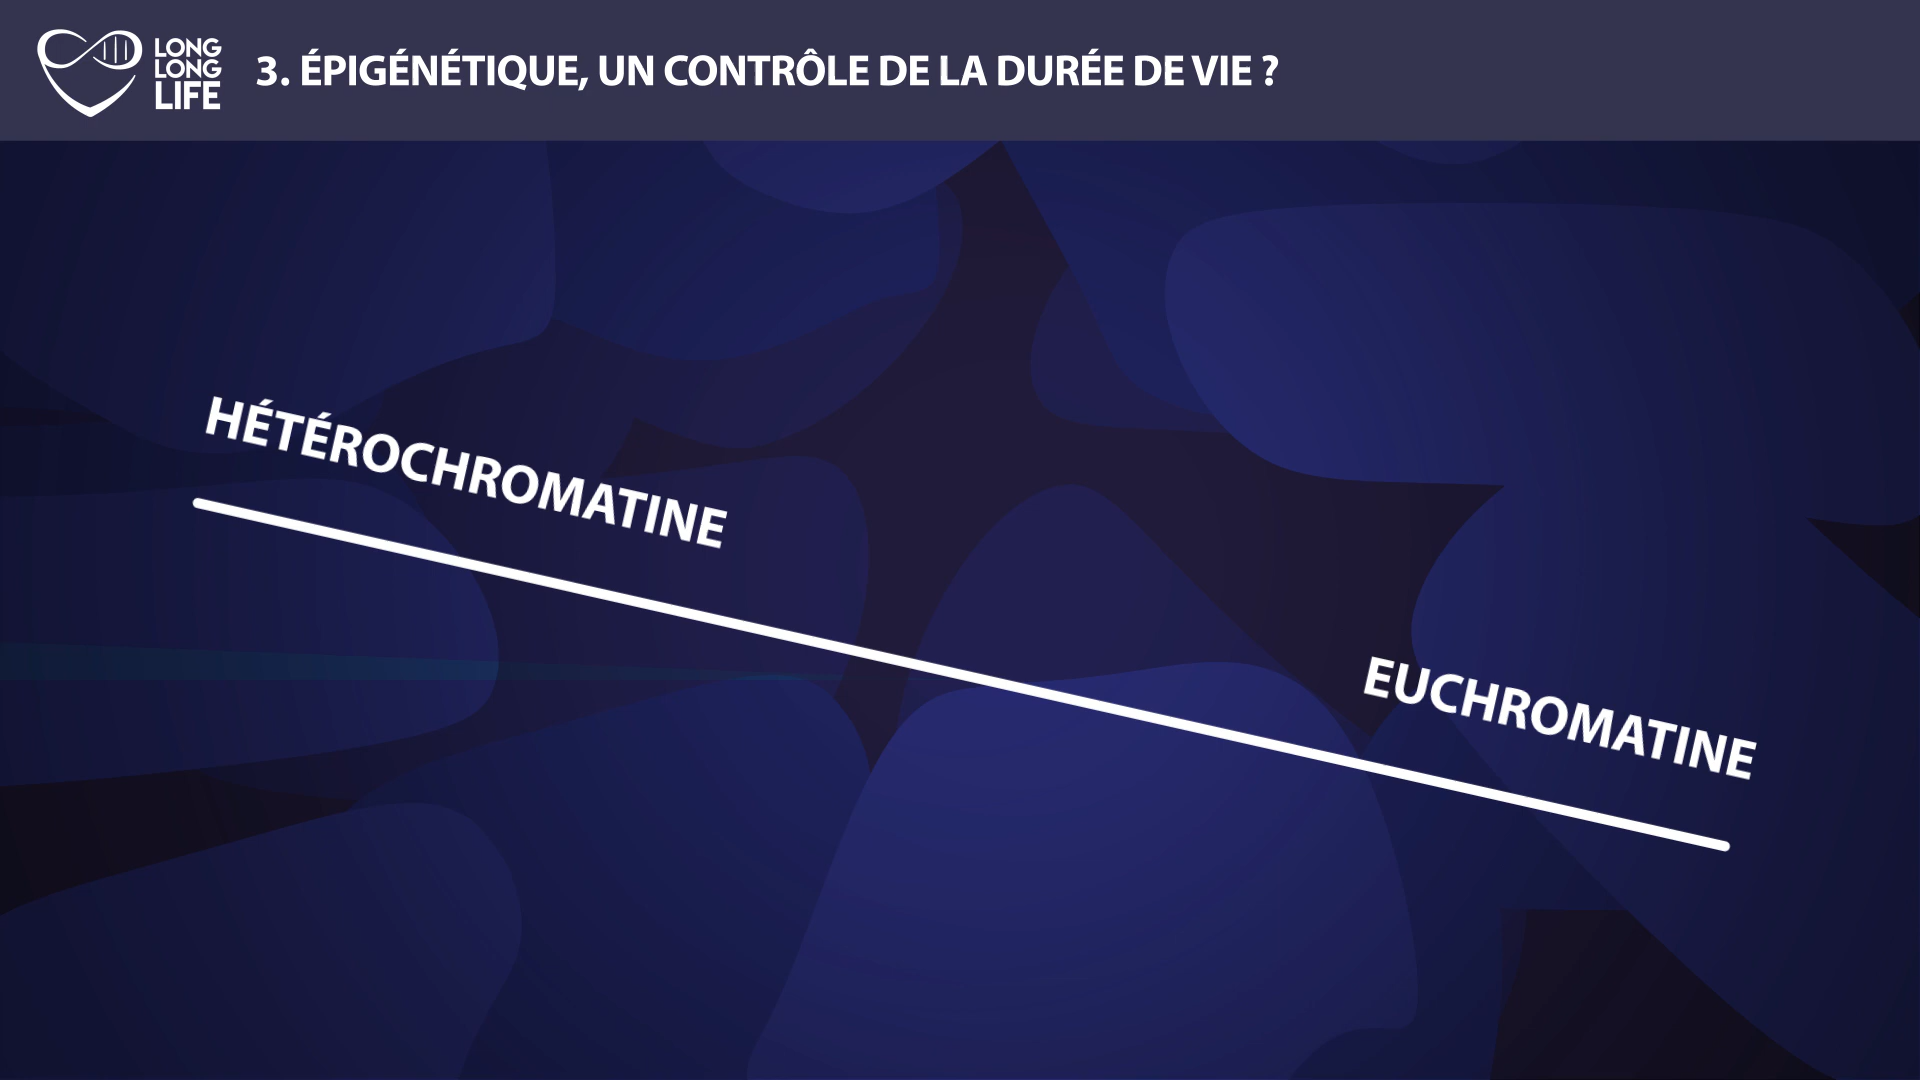 LONG
LONG
LIFE
3. ÉPIGÉNÉTIQUE, UN CONTRÔLE DE LA DURÉE DE VIE ?
HÉTÉROCHROMATINE
EUCHROMATINE